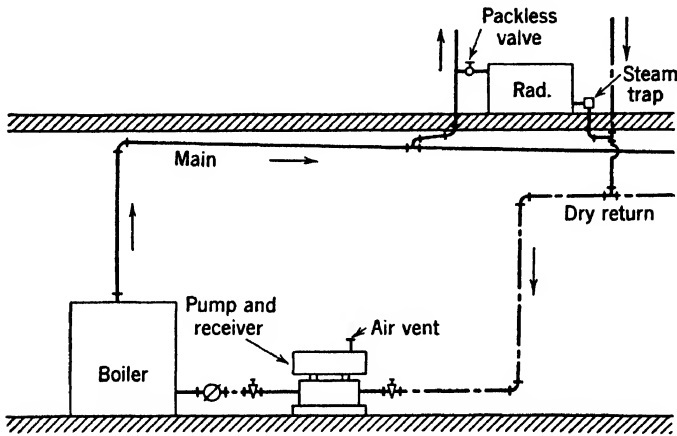 Packless
valve
Rad.
Steam
trap
Main
Dry return
Pump and
receiver
Air vent
Boiler